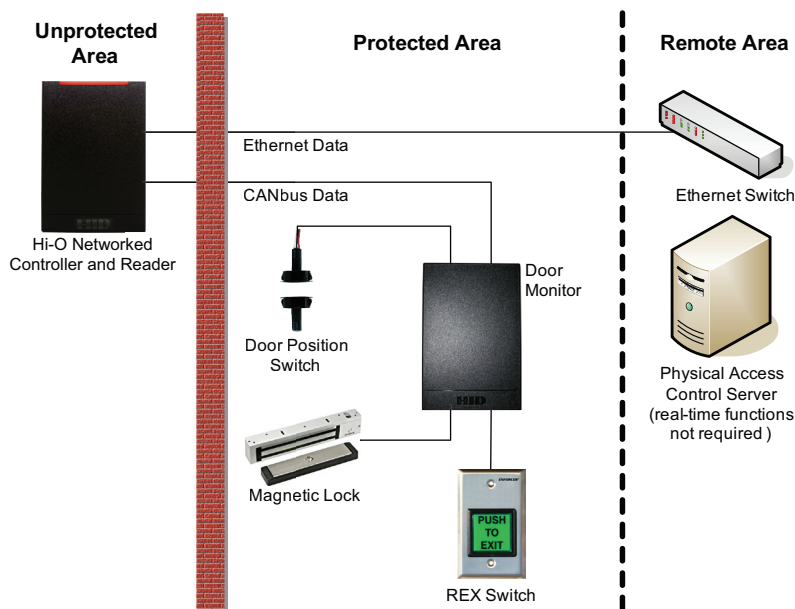 Unprotected
Area
Protected Area
Remote Area
Ethernet Data
CANbus Data
Ethernet Switch
Hi-O Networked
Controller and Reader
Door
Monitor
Door Position
Switch
HID
Physical Access
Control Server
(real-time functions
not required )
Magnetic Lock
PUSH
TO
EXIT
REX Switch